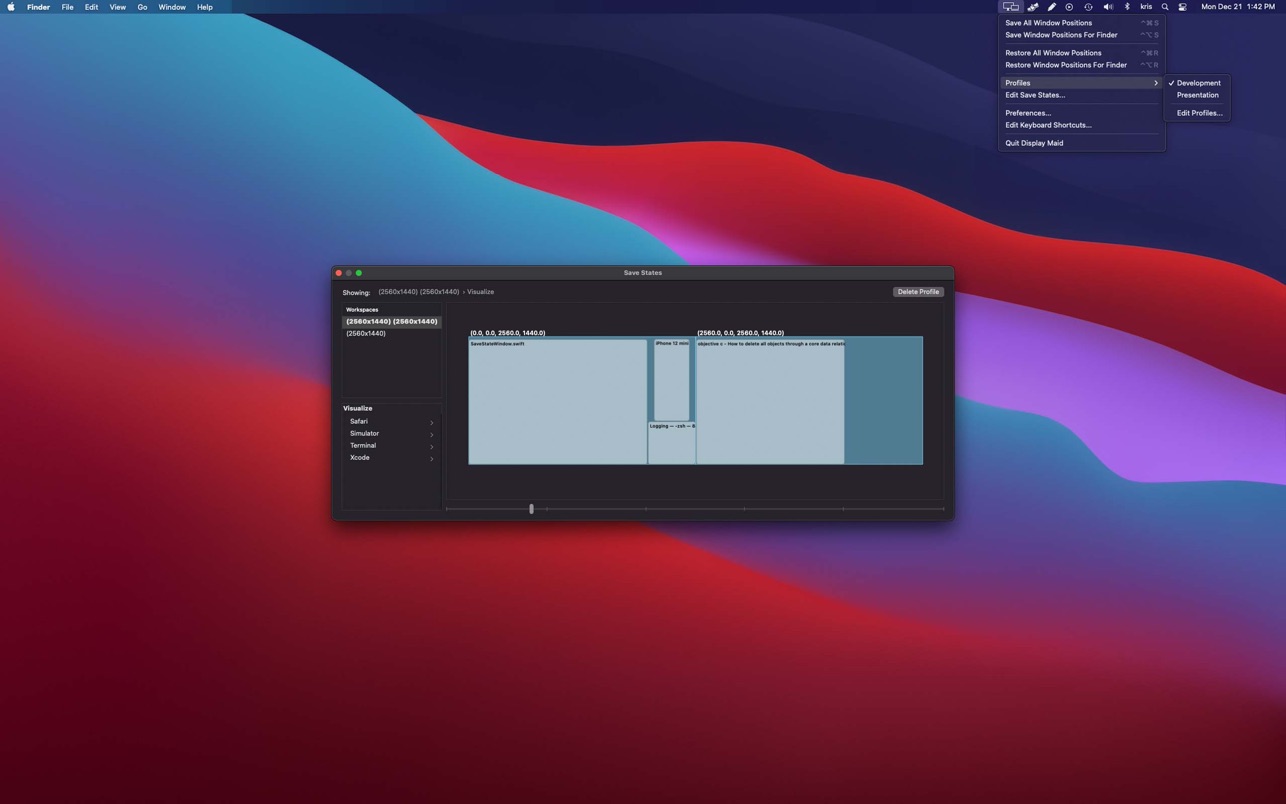 Finder File Edit View Go Window Help kris Mon Dec 21 1:42 PM
Save All Window Positions ⌃⌘S
Save Window Positions For Finder ⌃⌥S
Restore All Window Positions ⌃⌘R
Restore Window Positions For Finder ⌃⌥R
Profiles
Edit Save States...
Preferences...
Edit Keyboard Shortcuts...
Quit Display Maid
✓ Development
Presentation
Edit Profiles...
Save States
Showing: (2560x1440) (2560x1440) › Visualize
Delete Profile
Workspaces
(2560x1440) (2560x1440)
(2560x1440)
Visualize
Safari
Simulator
Terminal
Xcode
(0.0, 0.0, 2560.0, 1440.0)
SaveStateWindow.swift
iPhone 12 mini
Logging — -zsh — 8
(2560.0, 0.0, 2560.0, 1440.0)
objective c - How to delete all objects through a core data relatio